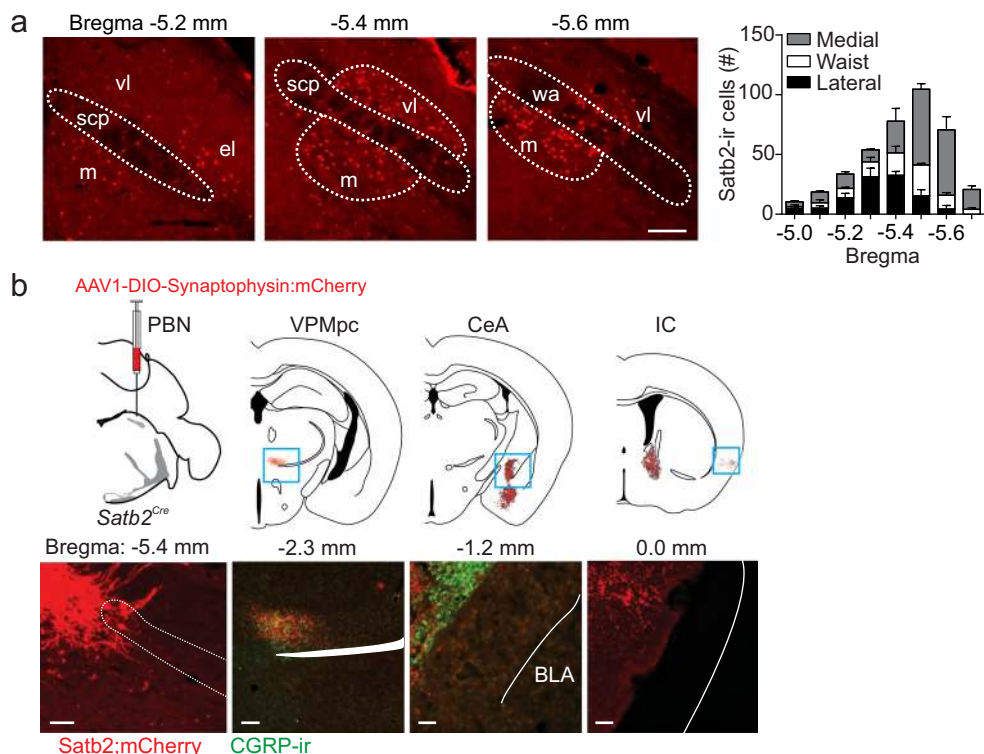 a
Bregma -5.2 mm
-5.4 mm
-5.6 mm
vl
scp
m
el
scp
vl
m
wa
vl
m
Satb2-ir cells (#)
150
100
50
0
Medial
Waist
Lateral
-5.0
-5.2
-5.4
-5.6
Bregma
b
AAV1-DIO-Synaptophysin:mCherry
PBN
VPMpc
CeA
IC
Satb2Cre
Bregma: -5.4 mm
-2.3 mm
-1.2 mm
0.0 mm
BLA
Satb2;mCherry
CGRP-ir